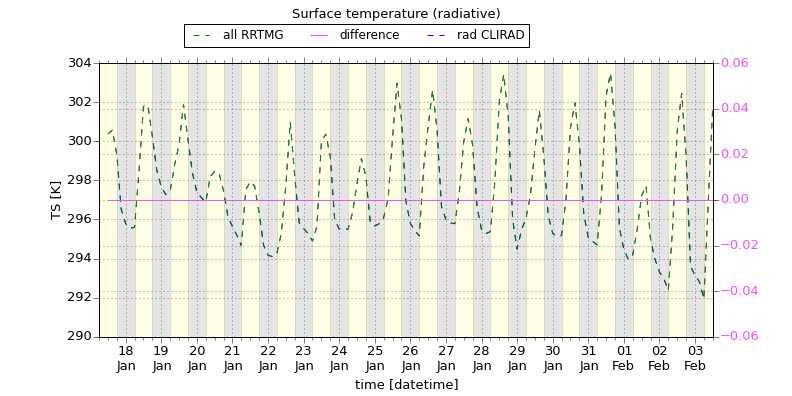 Surface temperature (radiative)
all RRTMG difference rad CLIRAD
304 0.06
302 0.04
300 0.02
298 0.00
296 −0.02
294 −0.04
292 −0.06
290
TS [K]
18 19 20 21 22 23 24 25 26 27 28 29 30 31 01 02 03
Jan Jan Jan Jan Jan Jan Jan Jan Jan Jan Jan Jan Jan Jan Feb Feb Feb
time [datetime]